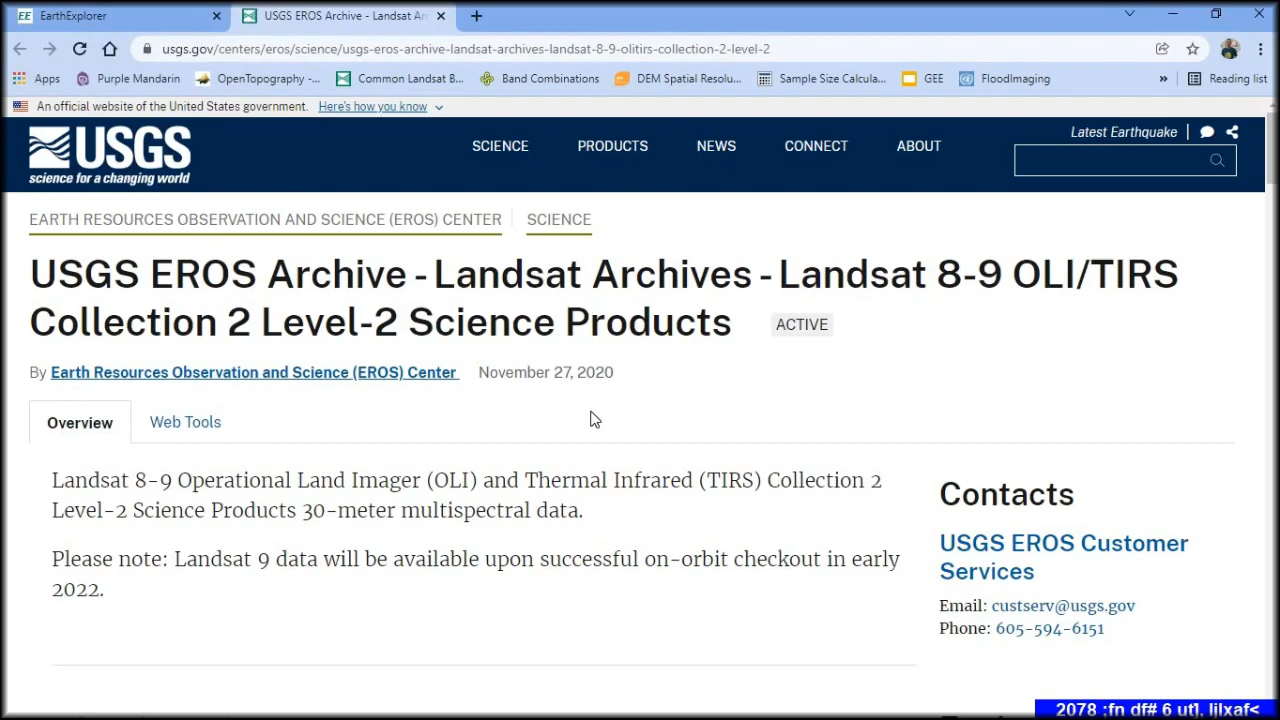 EarthExplorer
USGS EROS Archive - Landsat Ar
usgs.gov/centers/eros/science/usgs-eros-archive-landsat-archives-landsat-8-9-olitirs-collection-2-level-2
Apps Purple Mandarin OpenTopography -... Common Landsat B... Band Combinations DEM Spatial Resolu... Sample Size Calcula... GEE FloodImaging » Reading list
An official website of the United States government. Here's how you know
USGS
science for a changing world
SCIENCE PRODUCTS NEWS CONNECT ABOUT
Latest Earthquake
EARTH RESOURCES OBSERVATION AND SCIENCE (EROS) CENTER SCIENCE
USGS EROS Archive - Landsat Archives - Landsat 8-9 OLI/TIRS
Collection 2 Level-2 Science Products ACTIVE
By Earth Resources Observation and Science (EROS) Center November 27, 2020
Overview Web Tools
Landsat 8-9 Operational Land Imager (OLI) and Thermal Infrared (TIRS) Collection 2
Level-2 Science Products 30-meter multispectral data.
Please note: Landsat 9 data will be available upon successful on-orbit checkout in early
2022.
Contacts
USGS EROS Customer
Services
Email: custserv@usgs.gov
Phone: 605-594-6151
2078 :fn df# 6 ut], lilxaf<